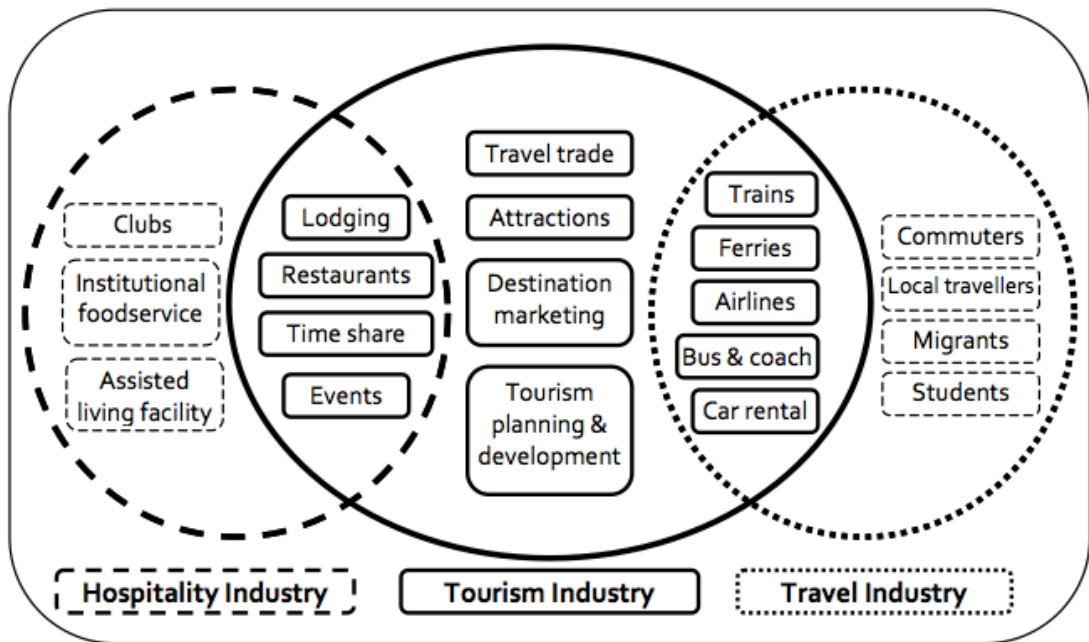 Clubs
Institutional
foodservice
Assisted
living facility
Lodging
Restaurants
Time share
Events
Travel trade
Attractions
Destination
marketing
Tourism
planning &
development
Trains
Ferries
Airlines
Bus & coach
Car rental
Commuters
Local travellers
Migrants
Students
Hospitality Industry
Tourism Industry
Travel Industry